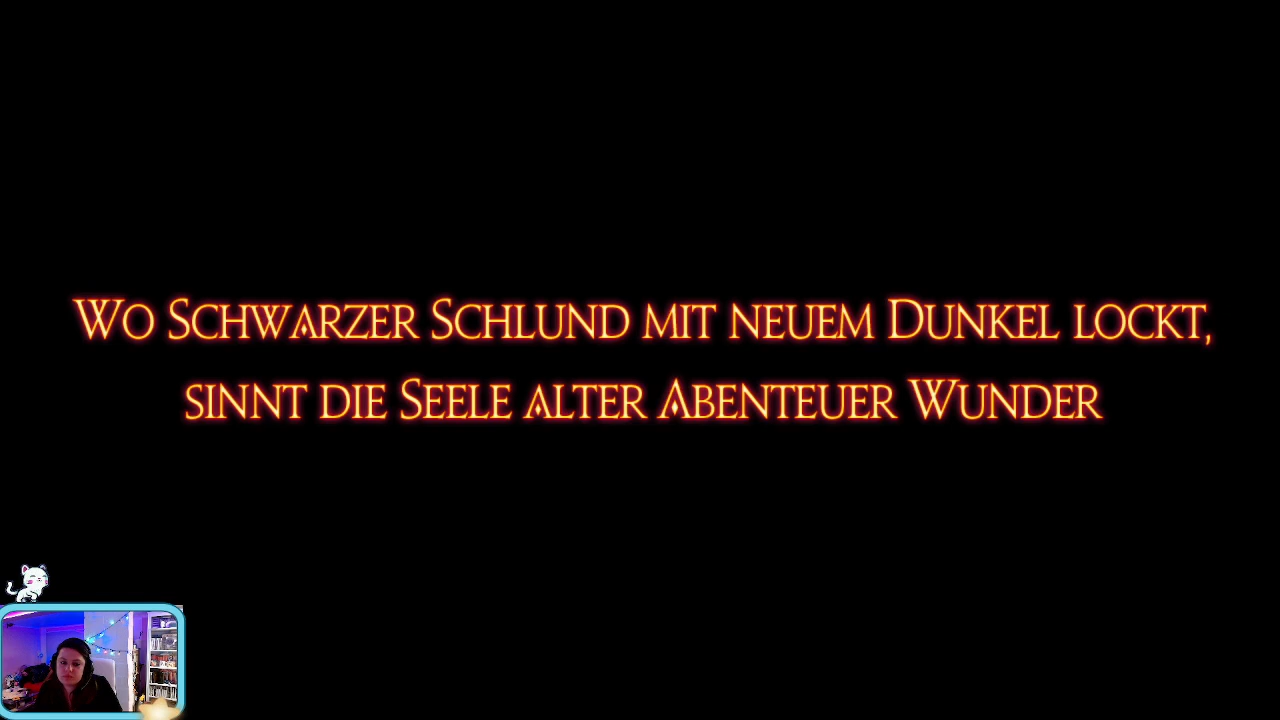 Wo Schwarzer Schlund mit neuem Dunkel lockt,
sinnt die Seele alter Abenteuer Wunder